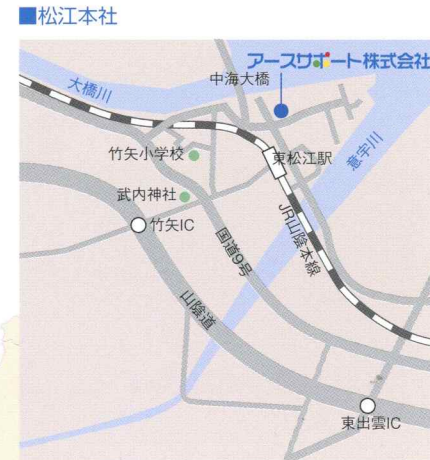 ■松江本社
アースサポート株式会社
中海大橋
大橋川
竹矢小学校
東松江駅
意宇川
武内神社
竹矢IC
国道9号
JR山陰本線
山陰道
東出雲IC